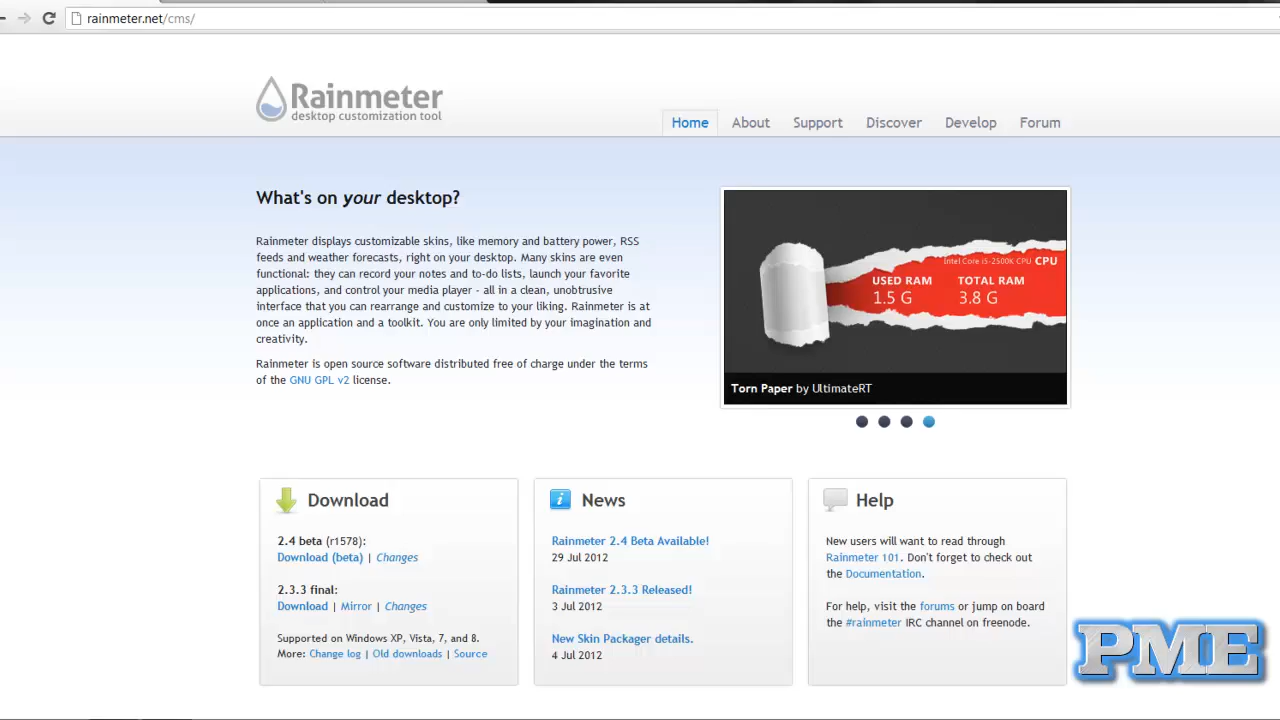 rainmeter.net/cms/
Rainmeter
desktop customization tool
Home About Support Discover Develop Forum
What's on your desktop?
Rainmeter displays customizable skins, like memory and battery power, RSS
feeds and weather forecasts, right on your desktop. Many skins are even
functional: they can record your notes and to-do lists, launch your favorite
applications, and control your media player - all in a clean, unobtrusive
interface that you can rearrange and customize to your liking. Rainmeter is at
once an application and a toolkit. You are only limited by your imagination and
creativity.
Rainmeter is open source software distributed free of charge under the terms
of the GNU GPL v2 license.
Intel Core i5-2500K CPU CPU
USED RAM TOTAL RAM
1.5 G 3.8 G
Torn Paper by UltimateRT
Download
2.4 beta (r1578):
Download (beta) | Changes
2.3.3 final:
Download | Mirror | Changes
Supported on Windows XP, Vista, 7, and 8.
More: Change log | Old downloads | Source
News
Rainmeter 2.4 Beta Available!
29 Jul 2012
Rainmeter 2.3.3 Released!
3 Jul 2012
New Skin Packager details.
4 Jul 2012
Help
New users will want to read through
Rainmeter 101. Don't forget to check out
the Documentation.
For help, visit the forums or jump on board
the #rainmeter IRC channel on freenode.
PME